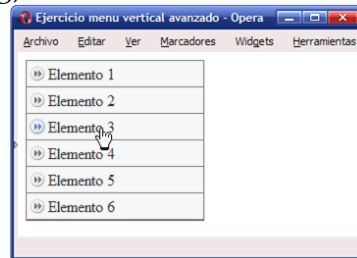 Ejercicio menu vertical avanzado - Opera
Archivo Editar Ver Marcadores Widgets Herramientas
Elemento 1
Elemento 2
Elemento 3
Elemento 4
Elemento 5
Elemento 6